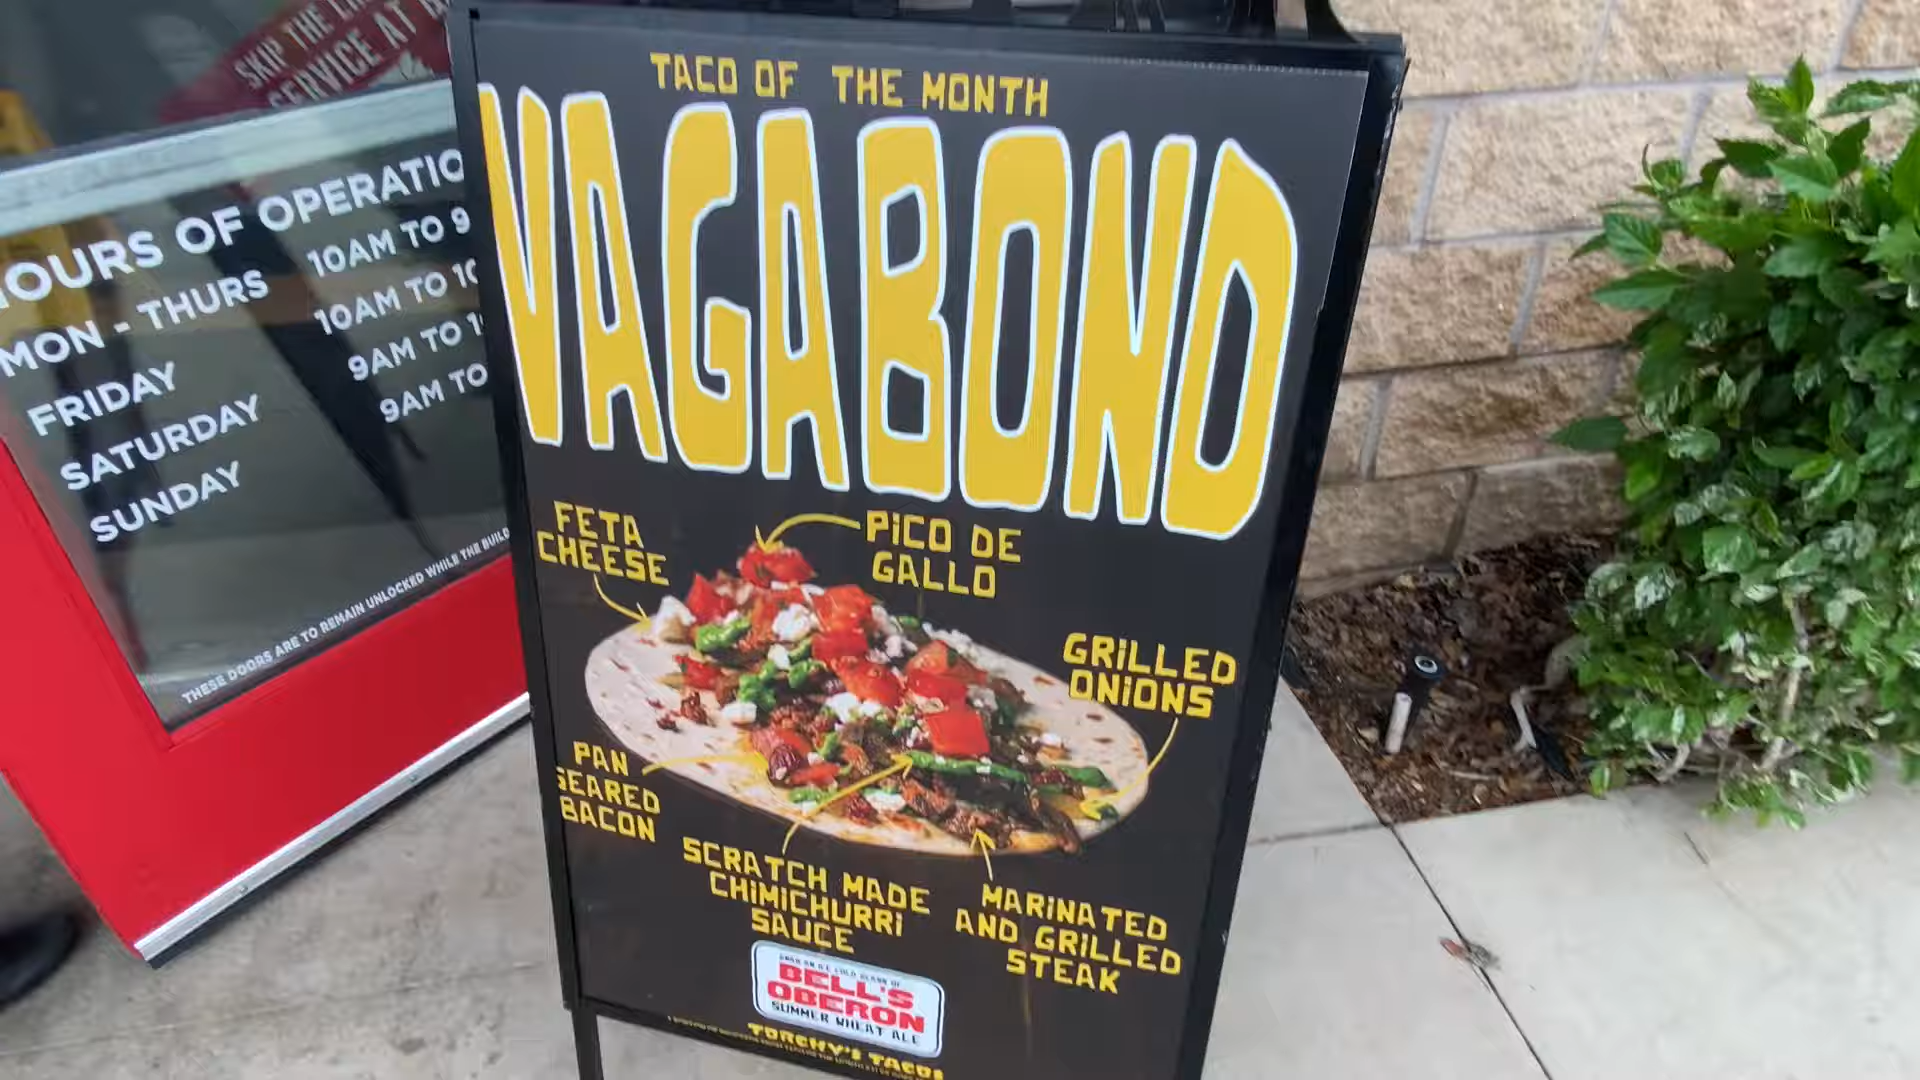 SKIP THE
SERVICE AT
HOURS OF OPERATIO
MON - THURS 10AM TO 9
FRIDAY 10AM TO 10
SATURDAY 9AM TO 1
SUNDAY 9AM TO
THESE DOORS ARE TO REMAIN UNLOCKED WHILE THE BUILD
TACO OF THE MONTH
VAGABOND
FETA
CHEESE
PICO DE
GALLO
GRILLED
ONIONS
PAN
SEARED
BACON
SCRATCH MADE
CHIMICHURRI
SAUCE
MARINATED
AND GRILLED
STEAK
BELL'S
OBERON
SUMMER WHEAT ALE
TORCHY'S TACOS